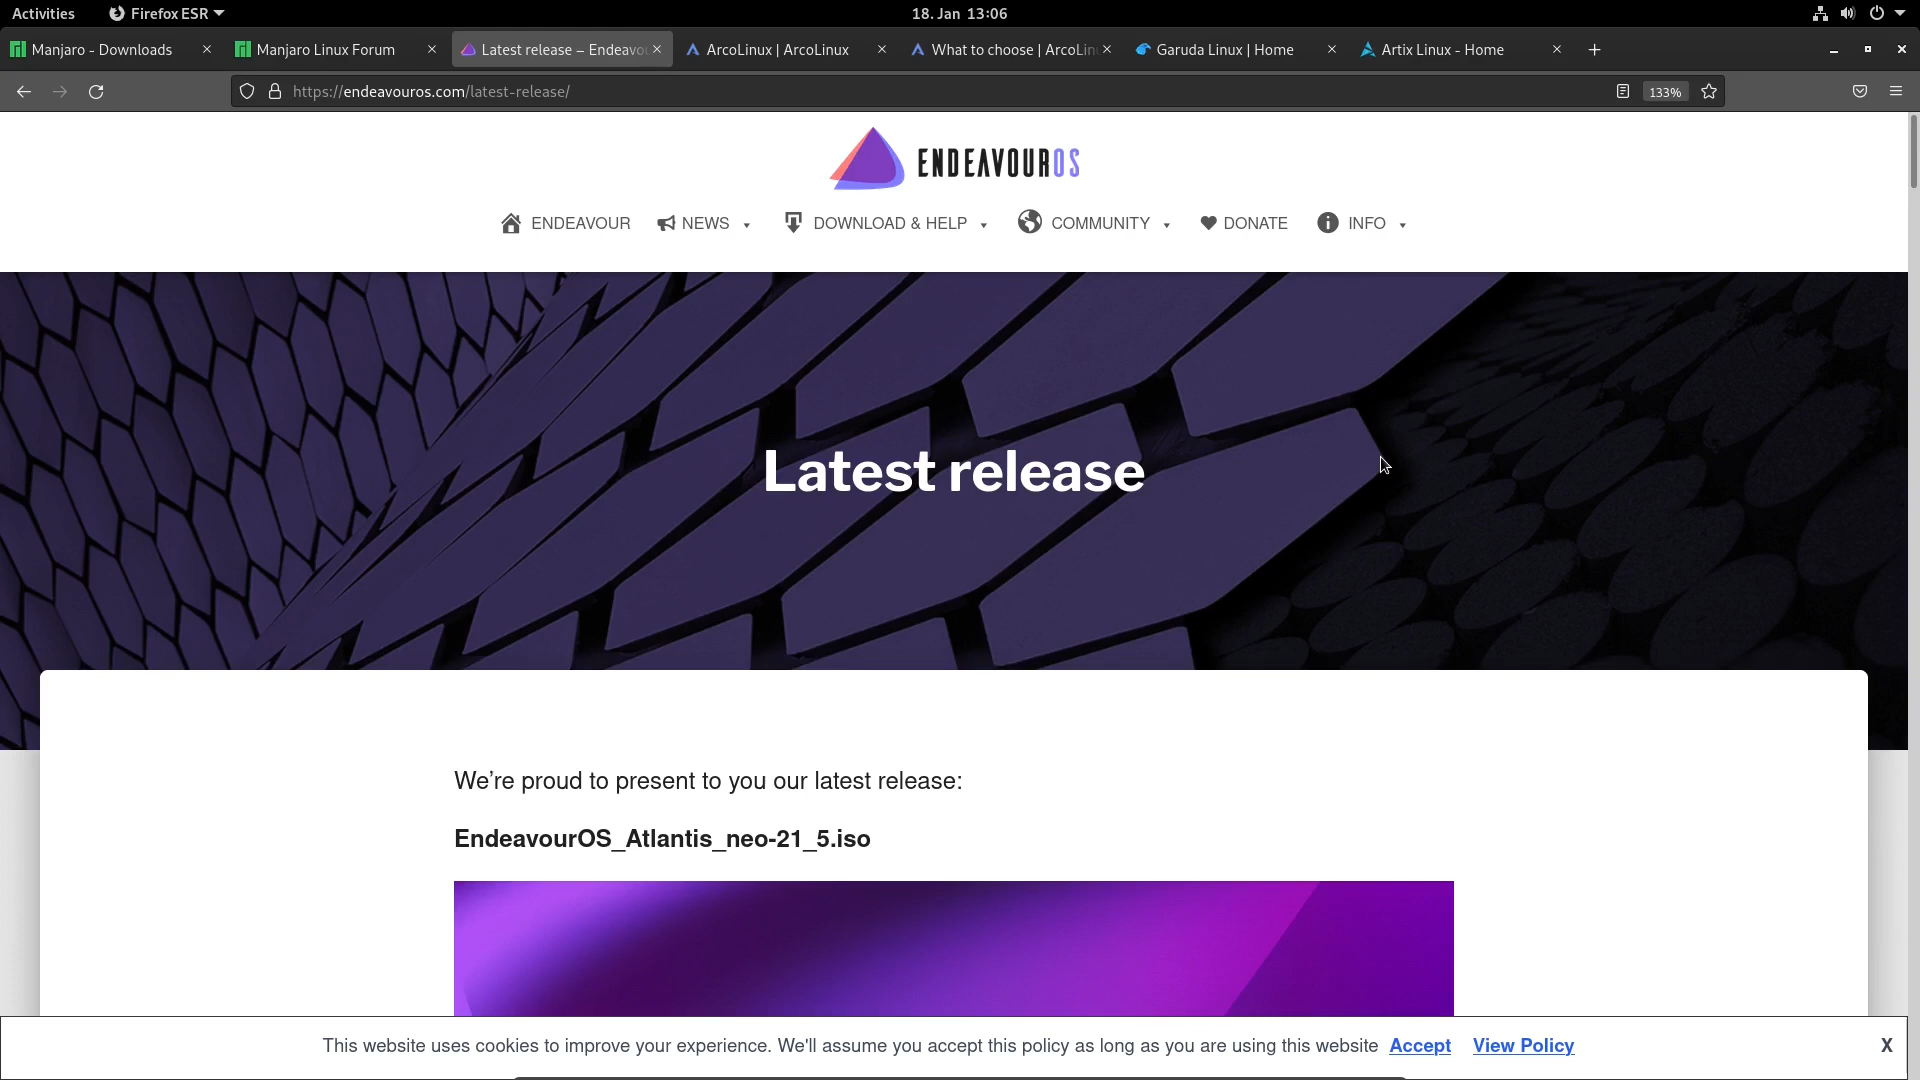 Activities
Firefox ESR
18. Jan 13:06
Manjaro - Downloads
Manjaro Linux Forum
Latest release – Endeavou
ArcoLinux | ArcoLinux
What to choose | ArcoLin
Garuda Linux | Home
Artix Linux - Home
https://endeavouros.com/latest-release/
133%
ENDEAVOUROS
ENDEAVOUR
NEWS
DOWNLOAD & HELP
COMMUNITY
DONATE
INFO
Latest release
We’re proud to present to you our latest release:
EndeavourOS_Atlantis_neo-21_5.iso
This website uses cookies to improve your experience. We'll assume you accept this policy as long as you are using this website Accept View Policy X